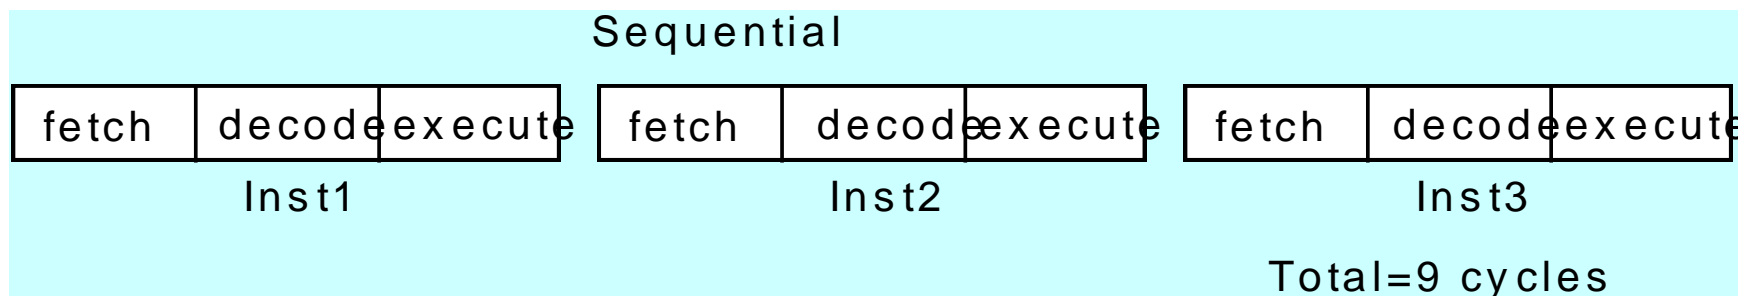 Sequential
fetch decode execute fetch decode execute fetch decode execute
Inst1 Inst2 Inst3
Total=9 cycles